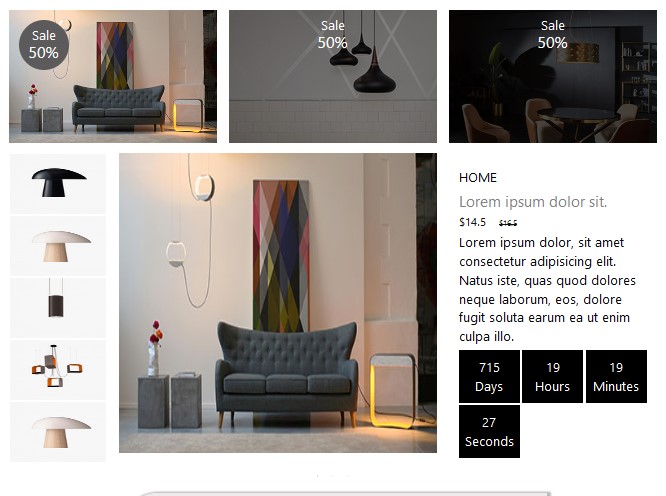 Sale
50%
Sale
50%
Sale
50%
HOME
Lorem ipsum dolor sit.
$14.5 $16.5
Lorem ipsum dolor, sit amet
consectetur adipisicing elit.
Natus iste, quas quod dolores
neque laborum, eos, dolore
fugit soluta earum ea ut enim
culpa illo.
715
Days
19
Hours
19
Minutes
27
Seconds